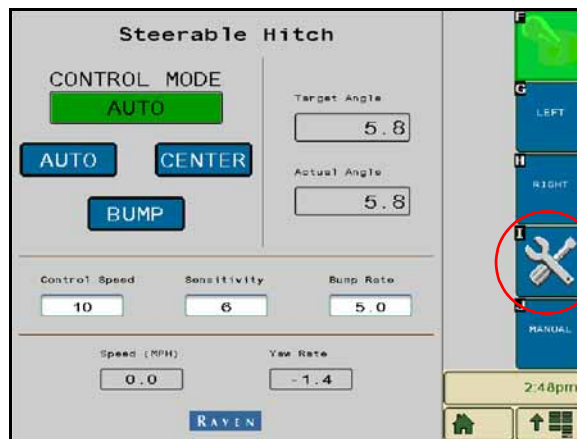 Steerable Hitch
CONTROL MODE
AUTO
AUTO
CENTER
BUMP
Target Angle
5.8
Actual Angle
5.8
Control Speed
Sensitivity
Bump Rate
10
6
5.0
Speed (MPH)
Yaw Rate
0.0
-1.4
RAVEN
F
G
LEFT
H
RIGHT
I
J
MANUAL
2:48pm